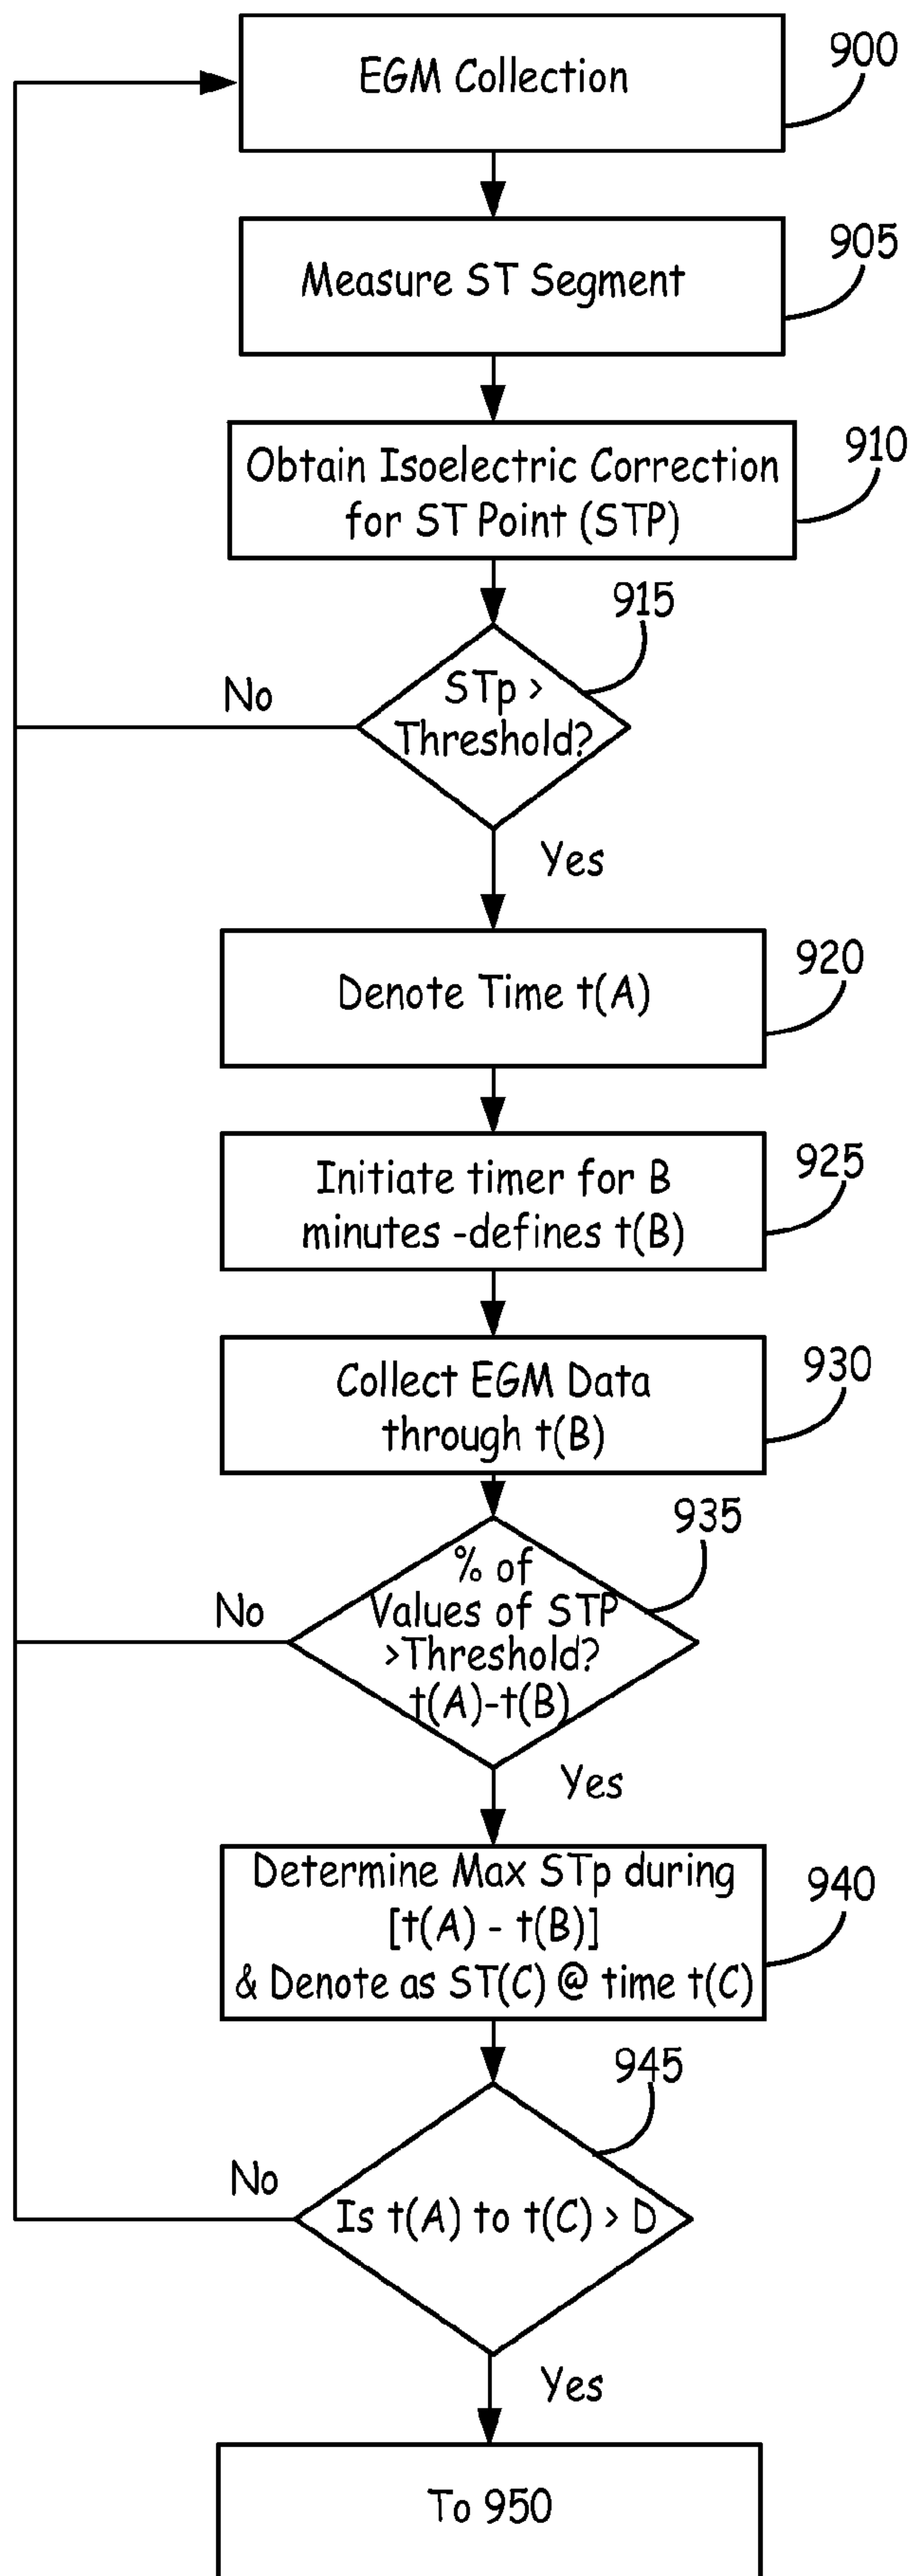 EGM Collection
900
Measure ST Segment
905
Obtain Isoelectric Correction
for ST Point (STP)
910
915
STp >
Threshold?
No
Yes
Denote Time t(A)
920
Initiate timer for B
minutes -defines t(B)
925
Collect EGM Data
through t(B)
930
935
% of
Values of STP
>Threshold?
t(A)-t(B)
No
Yes
Determine Max STp during
[t(A) - t(B)]
& Denote as ST(C) @ time t(C)
940
945
No
Is t(A) to t(C) > D
Yes
To 950